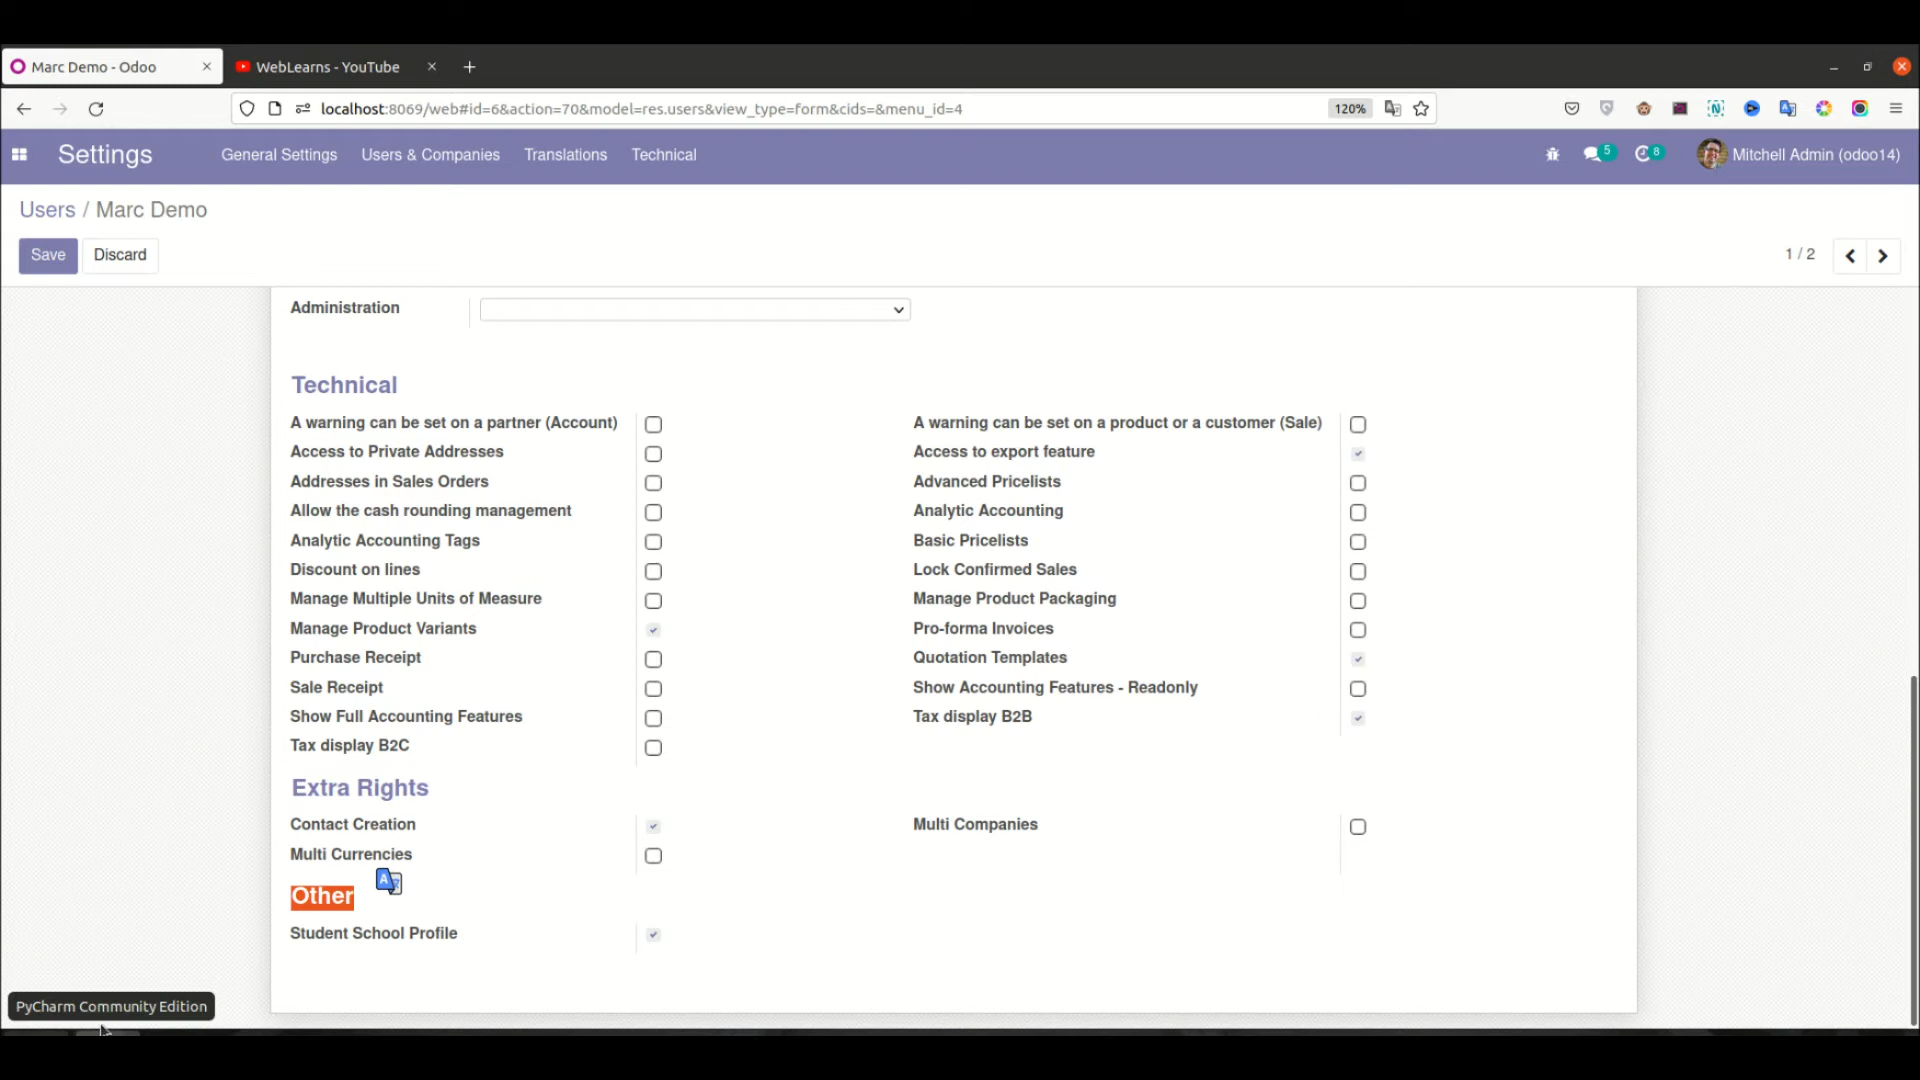 Marc Demo - Odoo
WebLearns - YouTube
localhost:8069/web#id=6&action=70&model=res.users&view_type=form&cids=&menu_id=4
120%
Settings
General Settings
Users & Companies
Translations
Technical
5
8
Mitchell Admin (odoo14)
Users / Marc Demo
Save
Discard
1 / 2
Administration
Technical
A warning can be set on a partner (Account)
A warning can be set on a product or a customer (Sale)
Access to Private Addresses
Access to export feature
Addresses in Sales Orders
Advanced Pricelists
Allow the cash rounding management
Analytic Accounting
Analytic Accounting Tags
Basic Pricelists
Discount on lines
Lock Confirmed Sales
Manage Multiple Units of Measure
Manage Product Packaging
Manage Product Variants
Pro-forma Invoices
Purchase Receipt
Quotation Templates
Sale Receipt
Show Accounting Features - Readonly
Show Full Accounting Features
Tax display B2B
Tax display B2C
Extra Rights
Contact Creation
Multi Companies
Multi Currencies
Other
Student School Profile
PyCharm Community Edition